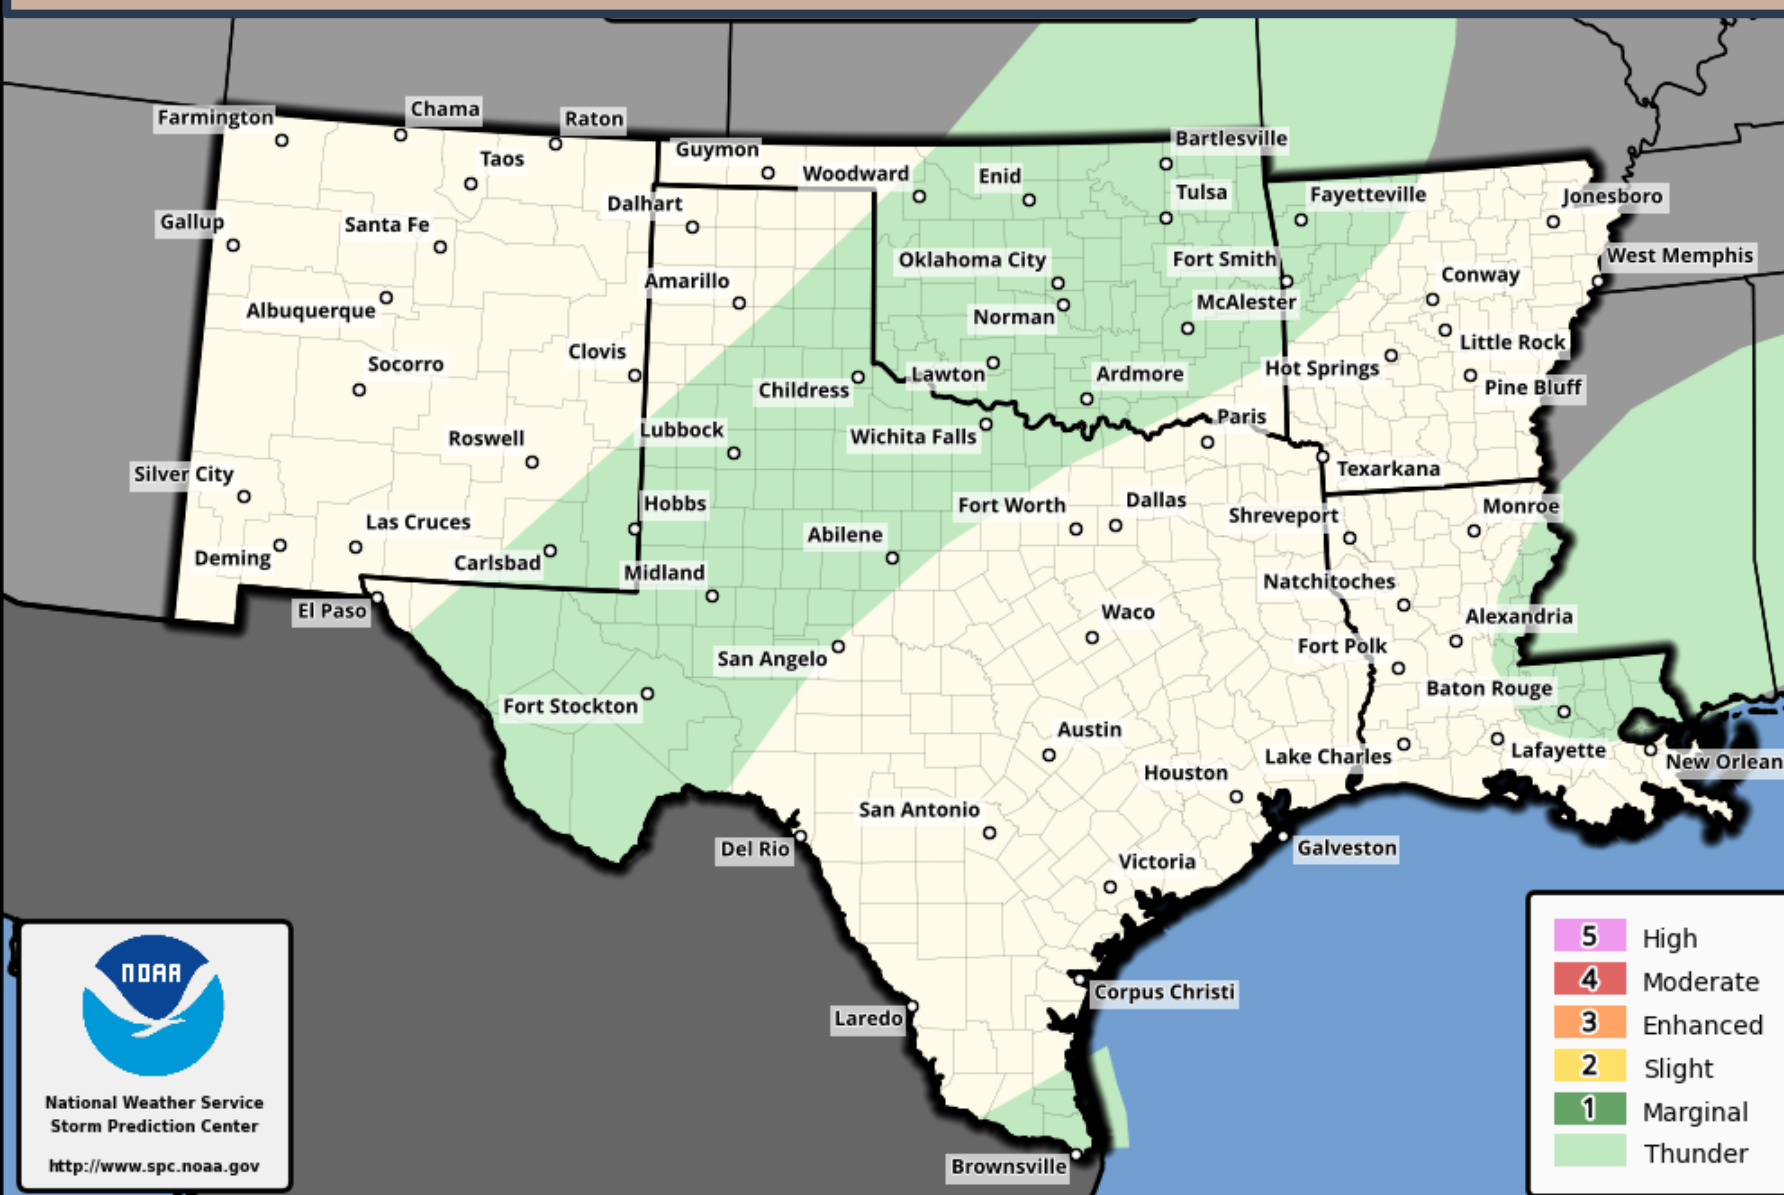 Farmington
Chama
Raton
Taos
Guymon
Woodward
Enid
Bartlesville
Tulsa
Fayetteville
Jonesboro
Gallup
Santa Fe
Dalhart
Oklahoma City
Fort Smith
West Memphis
Conway
Amarillo
Albuquerque
Norman
McAlester
Little Rock
Socorro
Clovis
Childress
Lawton
Ardmore
Hot Springs
Pine Bluff
Roswell
Lubbock
Wichita Falls
Paris
Texarkana
Silver City
Las Cruces
Hobbs
Fort Worth
Dallas
Shreveport
Monroe
Deming
Carlsbad
Midland
Abilene
Natchitoches
El Paso
Waco
Alexandria
San Angelo
Fort Polk
Fort Stockton
Baton Rouge
Austin
Lake Charles
Lafayette
New Orlean
Houston
San Antonio
Del Rio
Galveston
Victoria
Corpus Christi
Laredo
Brownsville
NOAA
National Weather Service
Storm Prediction Center
http://www.spc.noaa.gov
5 High
4 Moderate
3 Enhanced
2 Slight
1 Marginal
Thunder